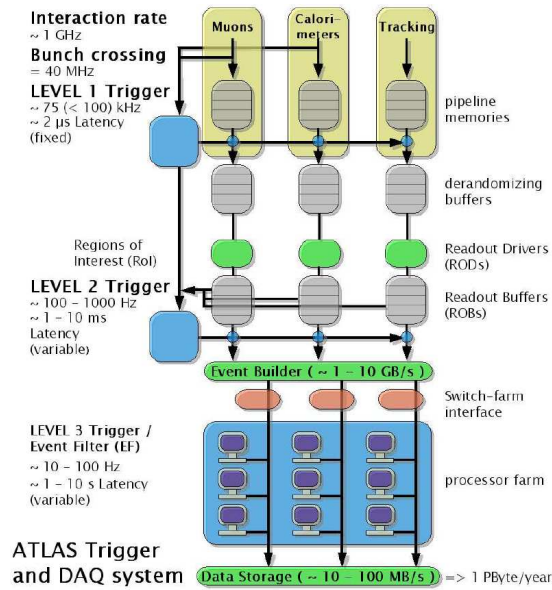 Interaction rate
~ 1 GHz
Bunch crossing
= 40 MHz
LEVEL 1 Trigger
~ 75 (< 100) kHz
~ 2 µs Latency
(fixed)
Muons
Calori-
meters
Tracking
pipeline
memories
derandomizing
buffers
Regions of
Interest (RoI)
Readout Drivers
(RODs)
LEVEL 2 Trigger
~ 100 - 1000 Hz
~ 1 - 10 ms
Latency
(variable)
Readout Buffers
(ROBs)
Event Builder ( ~ 1 - 10 GB/s )
Switch-farm
interface
LEVEL 3 Trigger /
Event Filter (EF)
~ 10 - 100 Hz
~ 1 - 10 s Latency
(variable)
processor farm
ATLAS Trigger
and DAQ system
Data Storage ( ~ 10 - 100 MB/s ) => 1 PByte/year